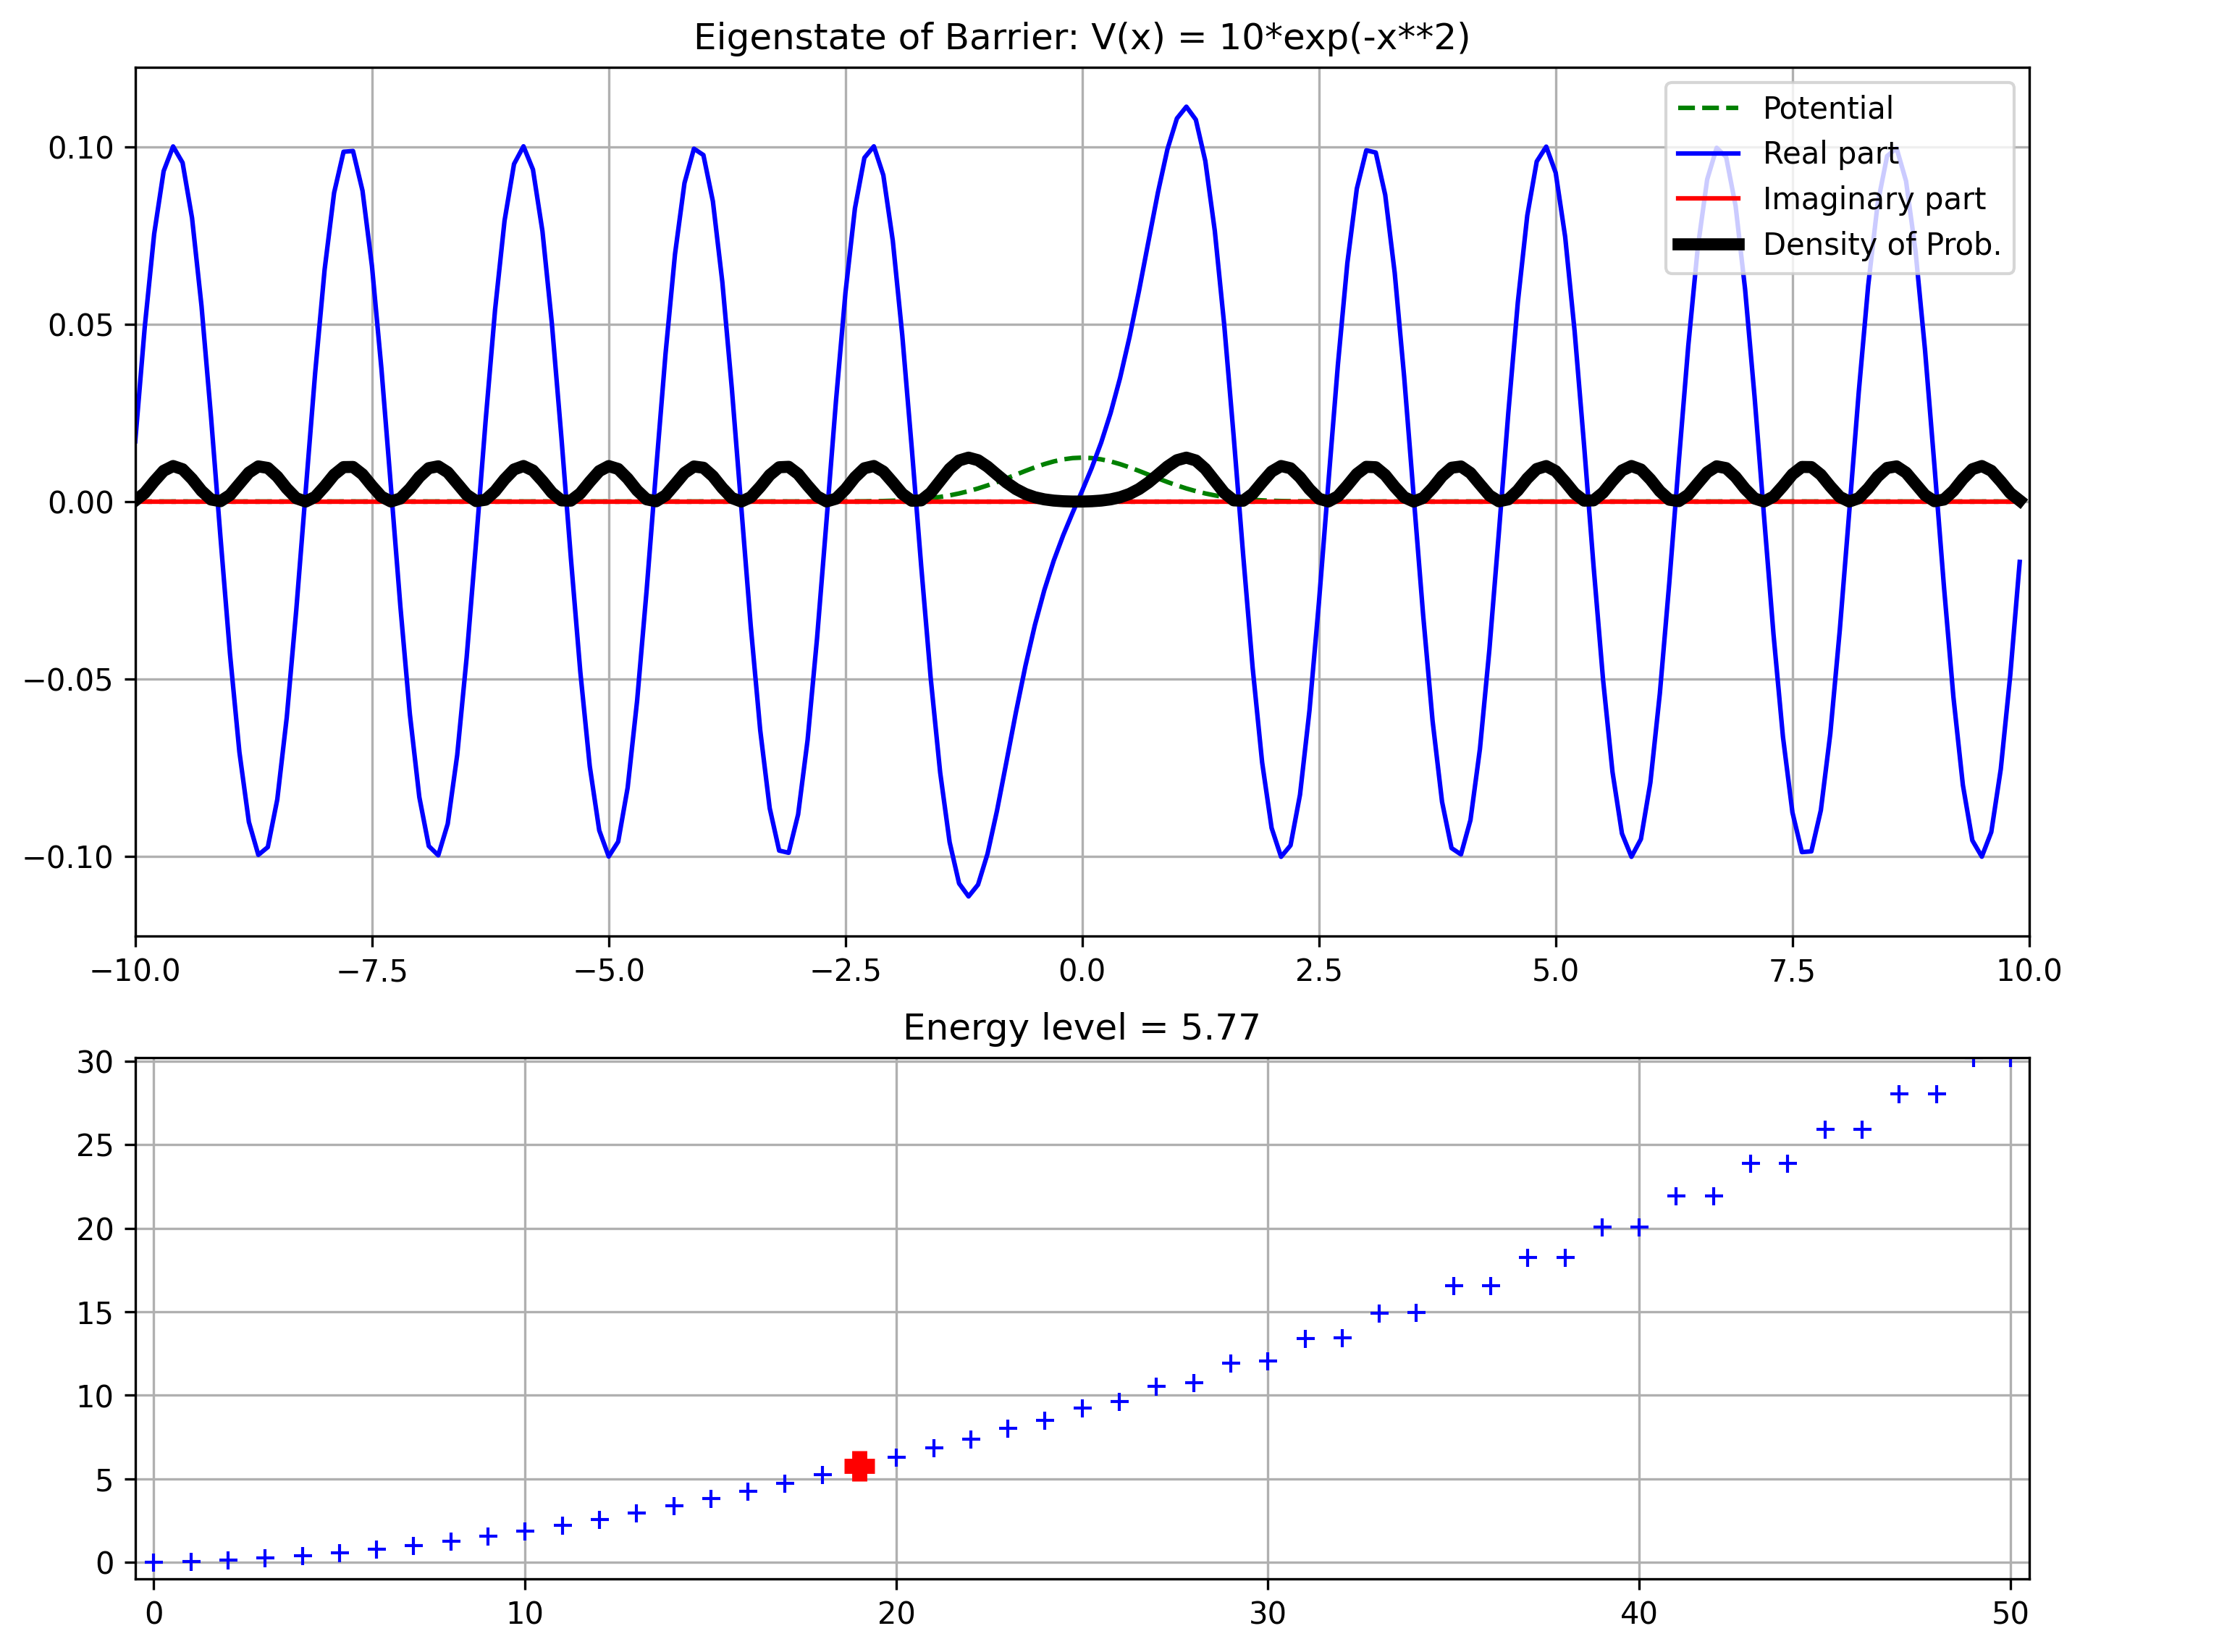 Eigenstate of Barrier: V(x) = 10*exp(-x**2)
Potential
Real part
Imaginary part
Density of Prob.
0.10
0.05
0.00
−0.05
−0.10
−10.0 −7.5 −5.0 −2.5 0.0 2.5 5.0 7.5 10.0
Energy level = 5.77
30
25
20
15
10
5
0
0 10 20 30 40 50